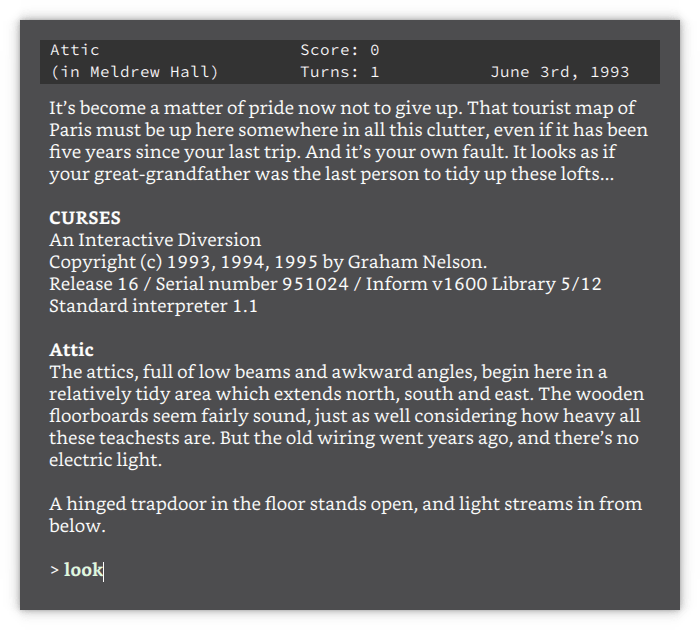 Attic Score: 0
(in Meldrew Hall) Turns: 1 June 3rd, 1993
It’s become a matter of pride now not to give up. That tourist map of
Paris must be up here somewhere in all this clutter, even if it has been
five years since your last trip. And it’s your own fault. It looks as if
your great-grandfather was the last person to tidy up these lofts...
CURSES
An Interactive Diversion
Copyright (c) 1993, 1994, 1995 by Graham Nelson.
Release 16 / Serial number 951024 / Inform v1600 Library 5/12
Standard interpreter 1.1
Attic
The attics, full of low beams and awkward angles, begin here in a
relatively tidy area which extends north, south and east. The wooden
floorboards seem fairly sound, just as well considering how heavy all
these teachests are. But the old wiring went years ago, and there’s no
electric light.
A hinged trapdoor in the floor stands open, and light streams in from
below.
> look